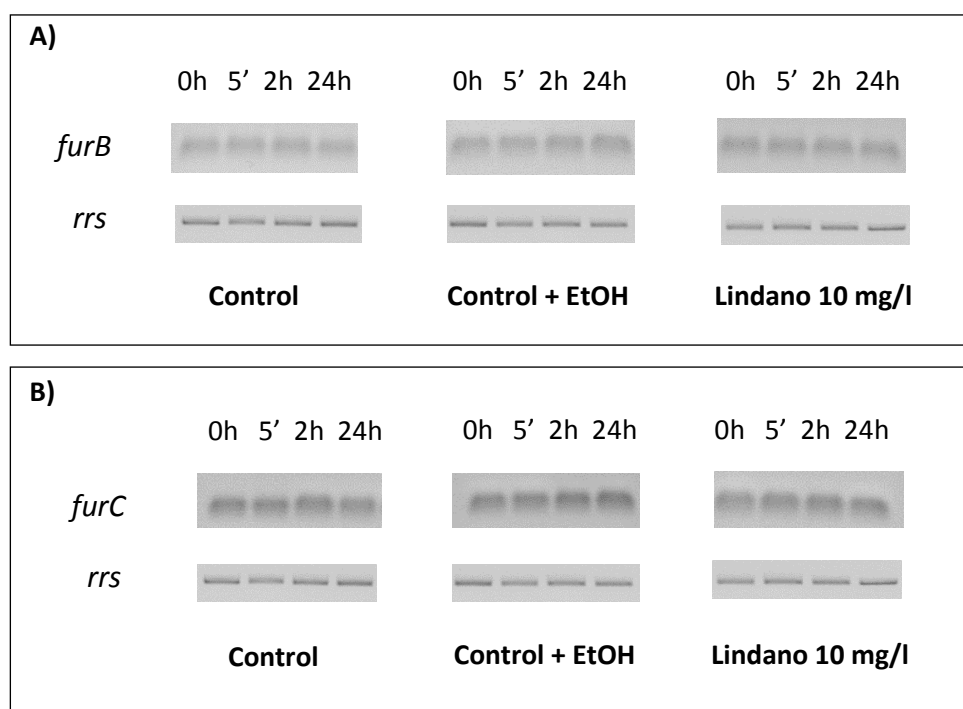 A)
0h 5’ 2h 24h 0h 5’ 2h 24h 0h 5’ 2h 24h
furB
rrs
Control Control + EtOH Lindano 10 mg/l
B)
0h 5’ 2h 24h 0h 5’ 2h 24h 0h 5’ 2h 24h
furC
rrs
Control Control + EtOH Lindano 10 mg/l